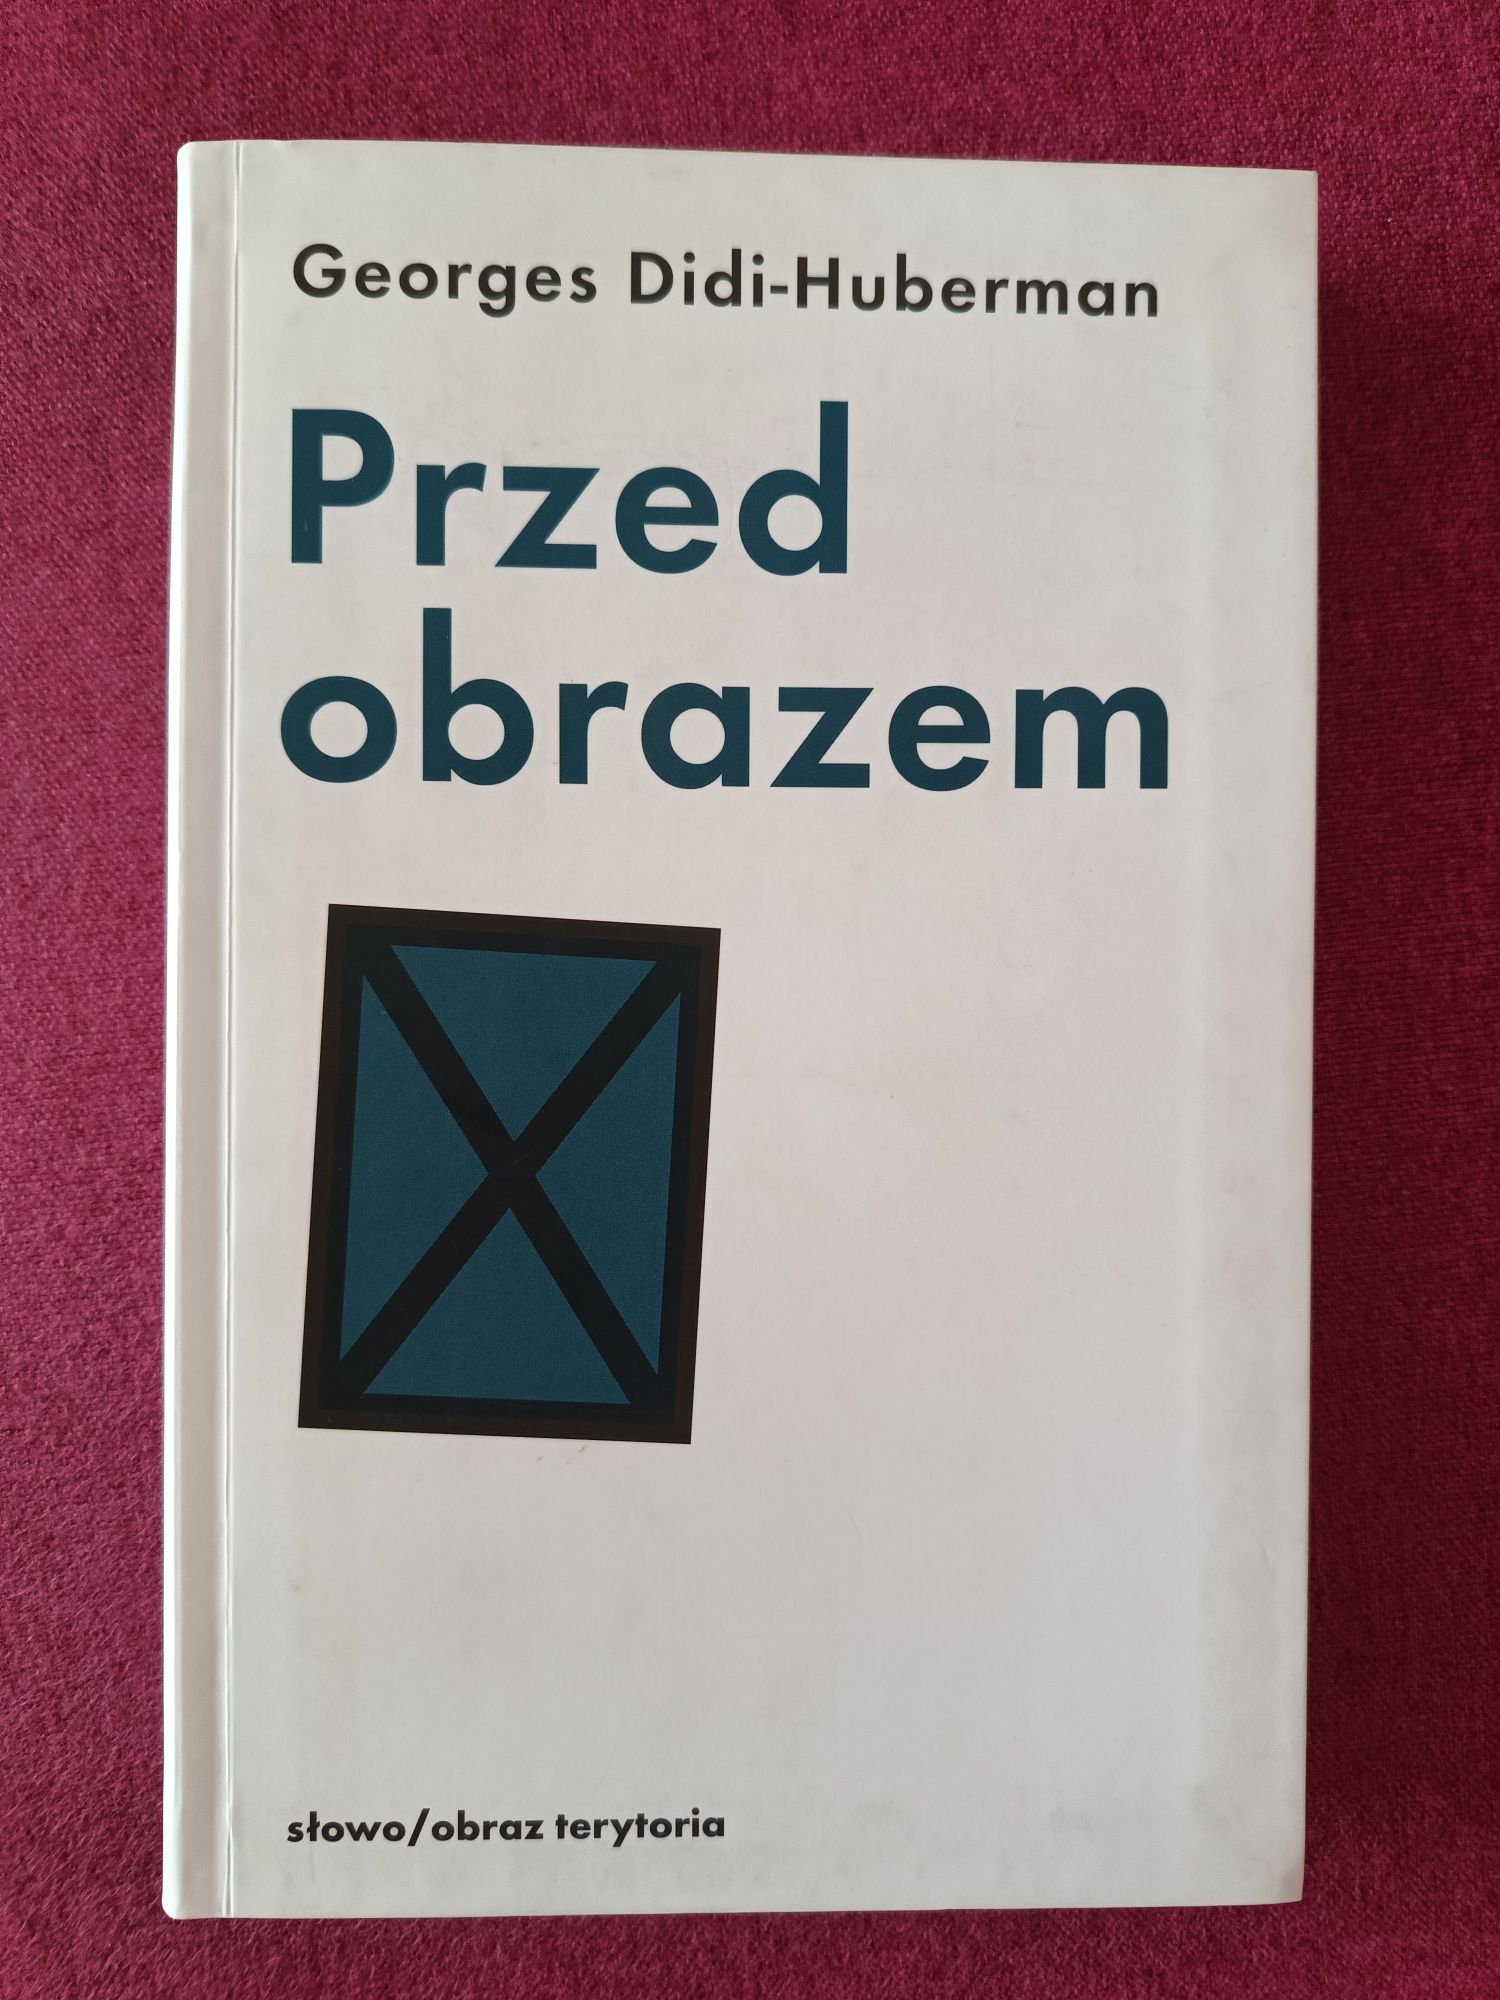 Georges Didi-Huberman
Przed
obrazem
słowo/obraz terytoria